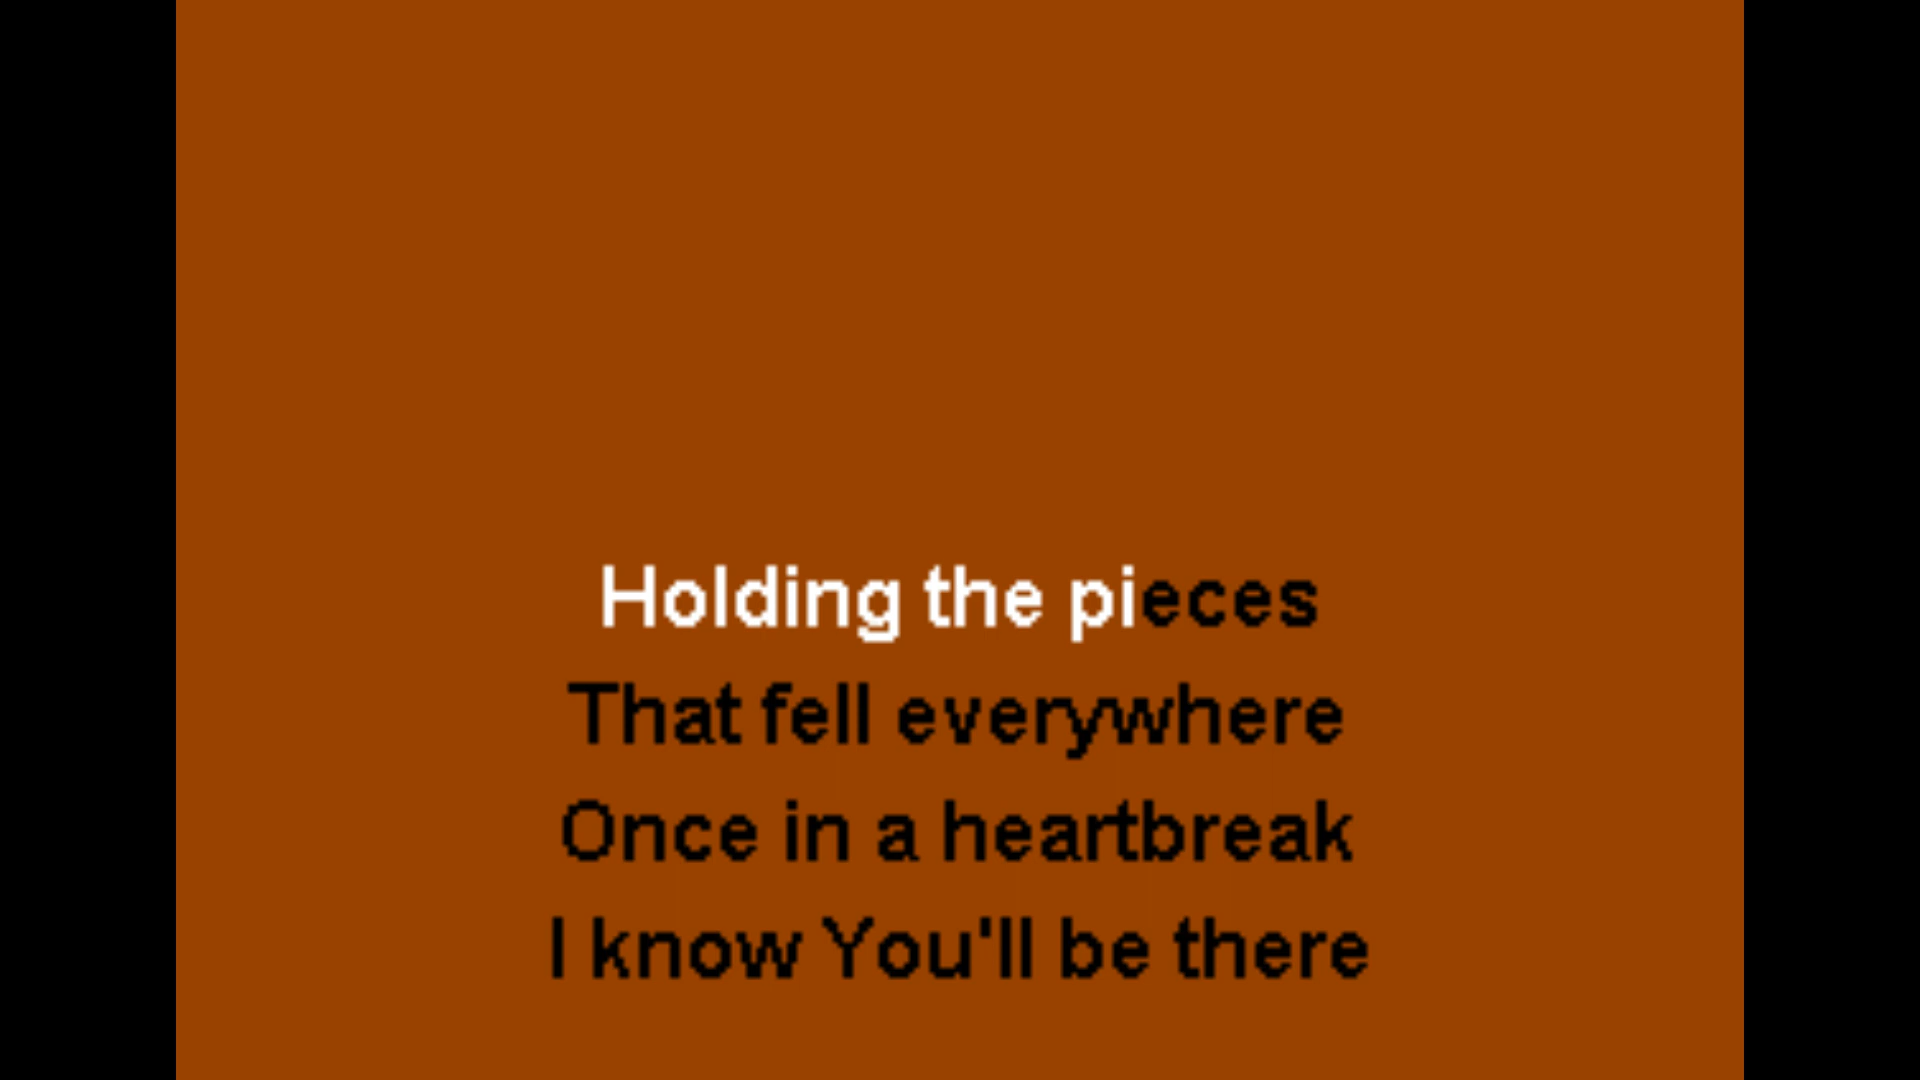 Holding the pieces
That fell everywhere
Once in a heartbreak
I know You'll be there